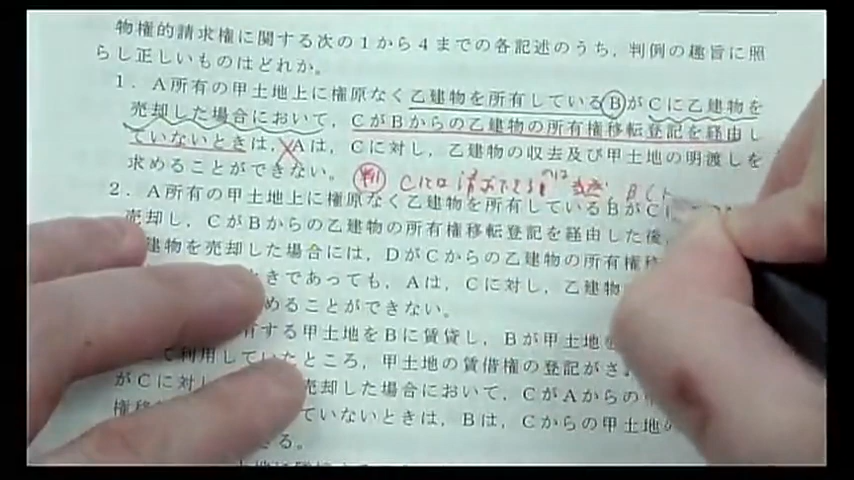 物権的請求権に関する次の1から4までの各記述のうち，判例の趣旨に照
らし正しいものはどれか。
1．A所有の甲土地上に権原なく乙建物を所有しているBがCに乙建物を
売却した場合において，CがBからの乙建物の所有権移転登記を経由し
ていないときは，Aは，Cに対し，乙建物の収去及び甲土地の明渡しを
求めることができない。 判 Cには
2．A所有の甲土地上に権原なく乙建物を所有しているBがCに
売却し，CがBからの乙建物の所有権移転登記を経由した後，
建物を売却した場合には，DがCからの乙建物の所有権移
ときであっても，Aは，Cに対し，乙建物
めることができない。
有する甲土地をBに賃貸し，Bが甲土地
て利用していたところ，甲土地の賃借権の登記がさ
がCに対し 売却した場合において，CがAからの
権移 ていないときは，Bは，Cからの甲土地
きる。